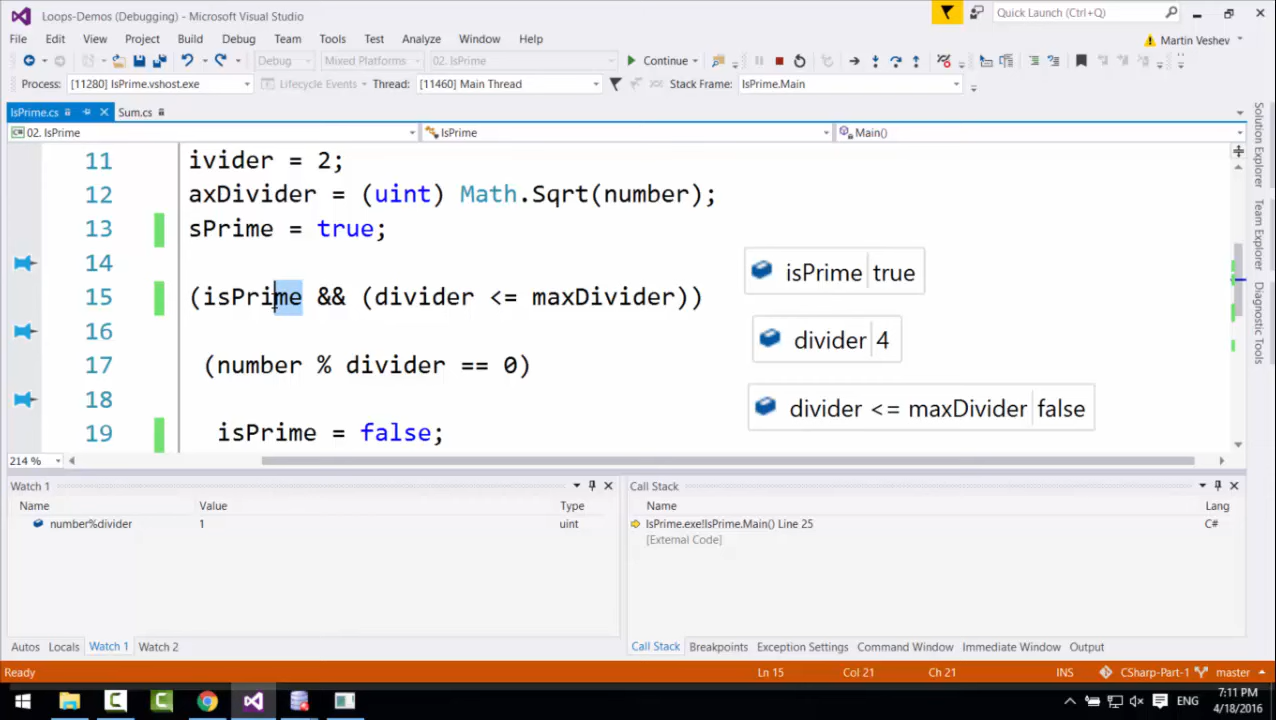 Loops-Demos (Debugging) - Microsoft Visual Studio
Quick Launch (Ctrl+Q)
File Edit View Project Build Debug Team Tools Test Analyze Window Help
Martin Veshev
Debug Mixed Platforms 02. IsPrime Continue
Process: [11280] IsPrime.vshost.exe Lifecycle Events Thread: [11460] Main Thread Stack Frame: IsPrime.Main
IsPrime.cs Sum.cs
02. IsPrime IsPrime Main()
11 ivider = 2;
12 axDivider = (uint) Math.Sqrt(number);
13 sPrime = true;
14
isPrime true
15 (isPrime && (divider <= maxDivider))
16
divider 4
17 (number % divider == 0)
18
divider <= maxDivider false
19 isPrime = false;
214 %
Solution Explorer
Team Explorer
Diagnostic Tools
Watch 1
Name Value Type
number%divider 1 uint
Call Stack
Name Lang
IsPrime.exe!IsPrime.Main() Line 25 C#
[External Code]
Autos Locals Watch 1 Watch 2
Call Stack Breakpoints Exception Settings Command Window Immediate Window Output
Ready Ln 15 Col 21 Ch 21 INS CSharp-Part-1 master
ENG
7:11 PM
4/18/2016